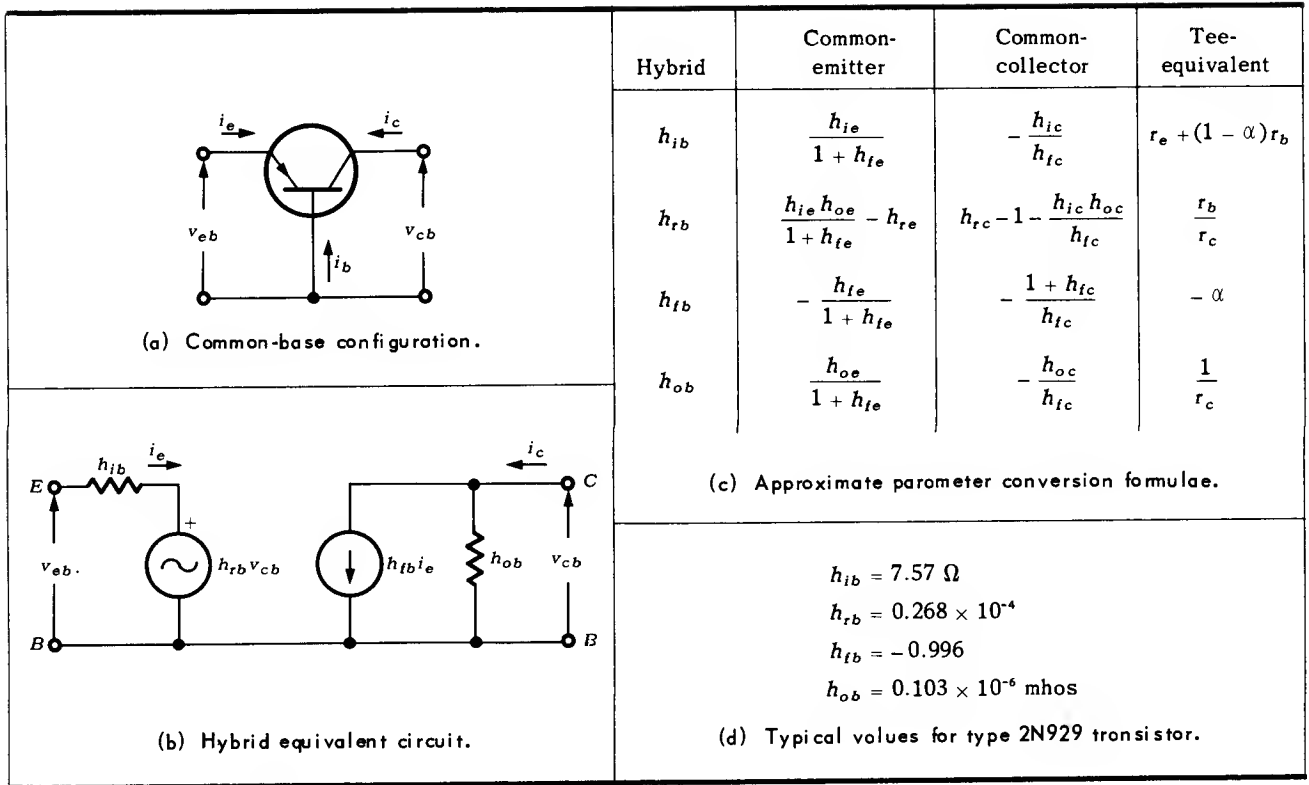 i_e
i_c
v_eb
v_cb
i_b
(a) Common-base configuration.
h_ib
i_e
i_c
E
C
+
v_eb.
h_rb v_cb
h_fb i_e
h_ob
v_cb
B
B
(b) Hybrid equivalent circuit.
Hybrid Common-emitter Common-collector Tee-equivalent
h_ib h_ie / (1 + h_fe) - h_ic / h_fc r_e + (1 - α)r_b
h_rb h_ie h_oe / (1 + h_fe) - h_re h_rc - 1 - h_ic h_oc / h_fc r_b / r_c
h_fb - h_fe / (1 + h_fe) - (1 + h_fc) / h_fc - α
h_ob h_oe / (1 + h_fe) - h_oc / h_fc 1 / r_c
(c) Approximate parometer conversion formulae.
h_ib = 7.57 Ω
h_rb = 0.268 × 10⁻⁴
h_fb = -0.996
h_ob = 0.103 × 10⁻⁶ mhos
(d) Typical values for type 2N929 tronsistor.